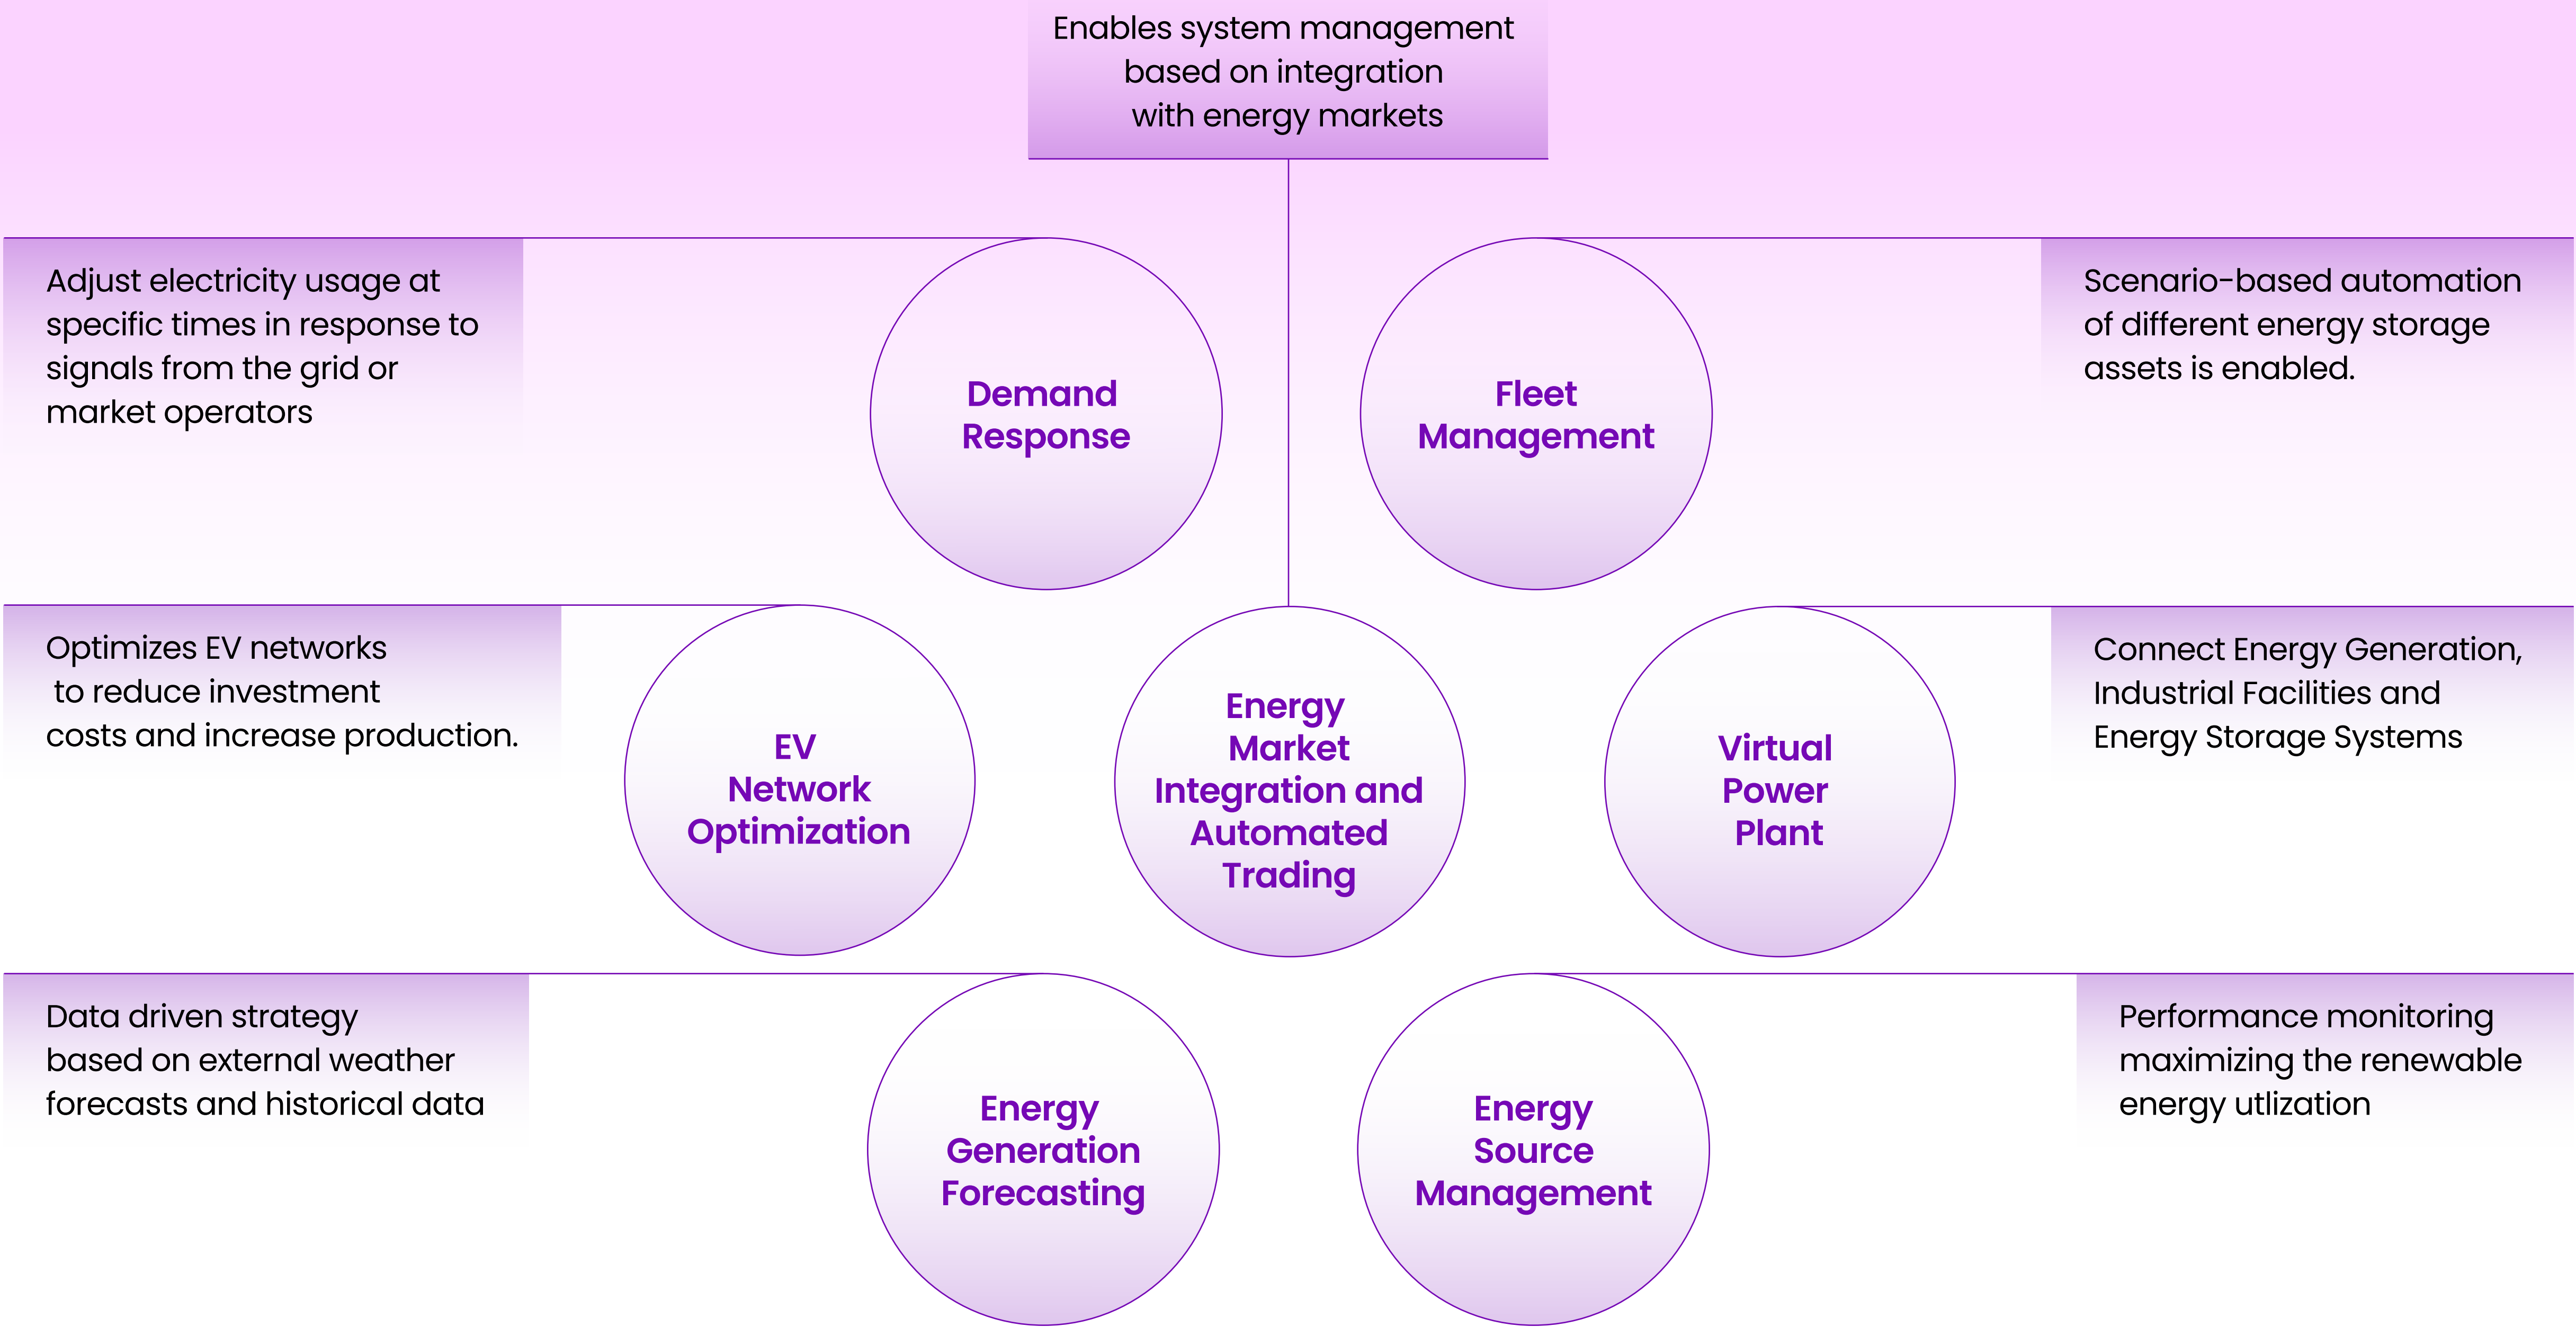 Enables system management
based on integration
with energy markets
Adjust electricity usage at
specific times in response to
signals from the grid or
market operators
Demand
Response
Fleet
Management
Scenario-based automation
of different energy storage
assets is enabled.
Optimizes EV networks
to reduce investment
costs and increase production.
EV
Network
Optimization
Energy
Market
Integration and
Automated
Trading
Virtual
Power
Plant
Connect Energy Generation,
Industrial Facilities and
Energy Storage Systems
Data driven strategy
based on external weather
forecasts and historical data
Energy
Generation
Forecasting
Energy
Source
Management
Performance monitoring
maximizing the renewable
energy utlization